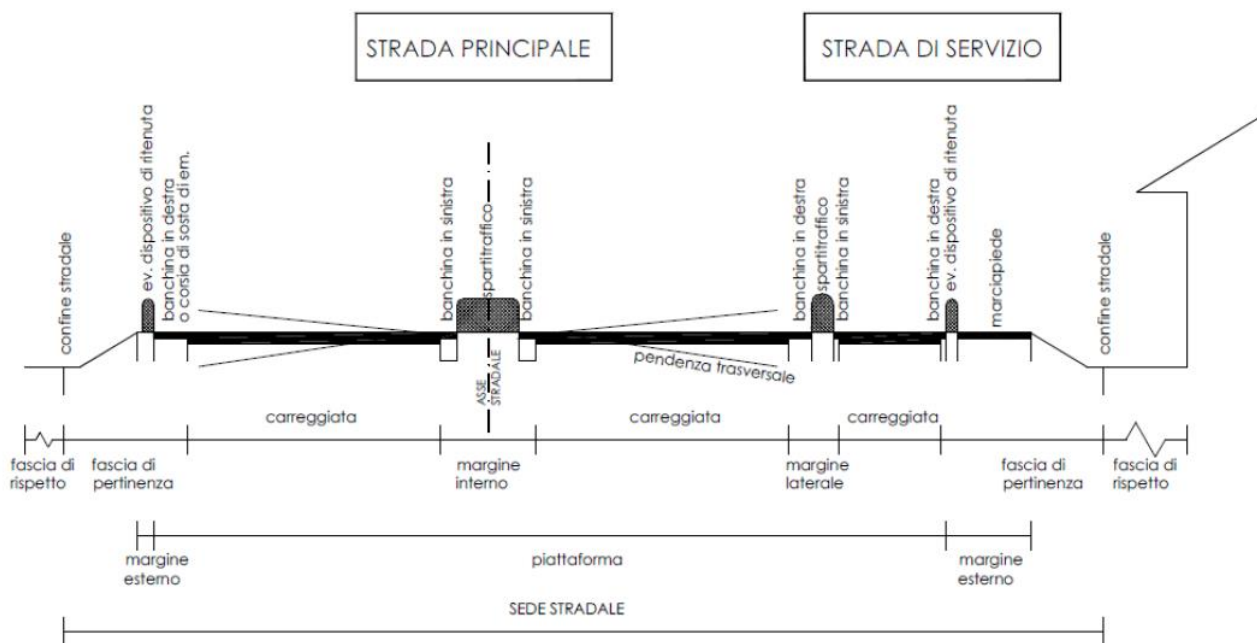 STRADA PRINCIPALE
STRADA DI SERVIZIO
confine stradale
ev. dispositivo di ritenuta
banchina in destra
o corsia di sosta di em.
banchina in sinistra
spartitraffico
banchina in sinistra
banchina in destra
spartitraffico
banchina in sinistra
banchina in destra
ev. dispositivo di ritenuta
marciapiede
confine stradale
pendenza trasversale
ASSE
STRADALE
carreggiata
carreggiata
carreggiata
fascia di
rispetto
fascia di
pertinenza
margine
interno
margine
laterale
fascia di
pertinenza
fascia di
rispetto
margine
esterno
piattaforma
margine
esterno
SEDE STRADALE